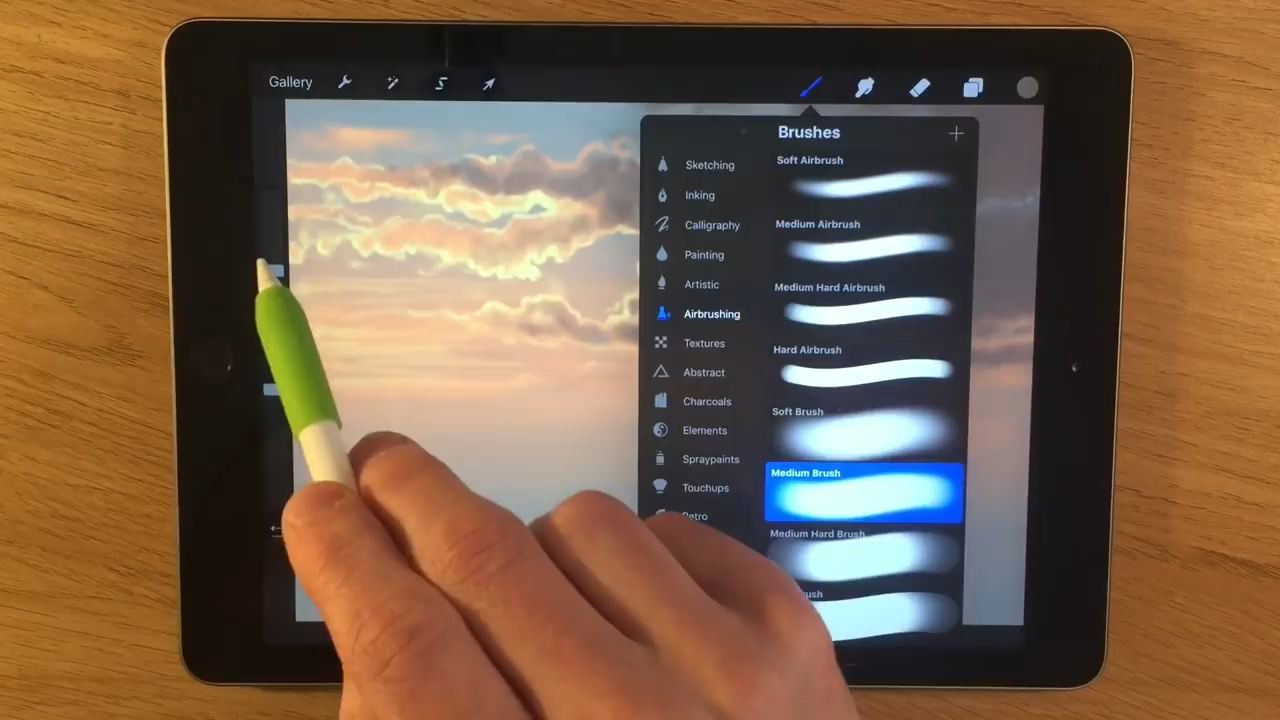 Gallery
Brushes
Sketching
Inking
Calligraphy
Painting
Artistic
Airbrushing
Textures
Abstract
Charcoals
Elements
Spraypaints
Touchups
Retro
Soft Airbrush
Medium Airbrush
Medium Hard Airbrush
Hard Airbrush
Soft Brush
Medium Brush
Medium Hard Brush